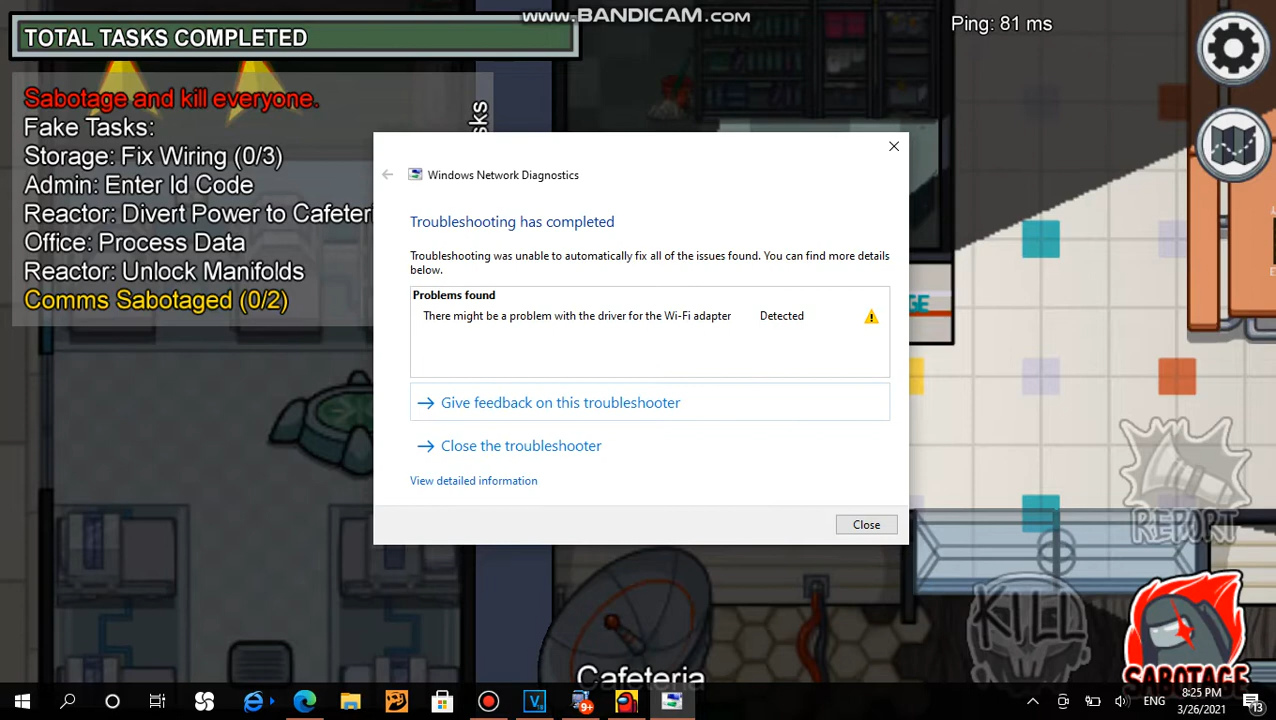 www.BANDICAM.com
Ping: 81 ms
TOTAL TASKS COMPLETED
Sabotage and kill everyone.
Fake Tasks:
Storage: Fix Wiring (0/3)
Admin: Enter Id Code
Reactor: Divert Power to Cafeteri
Office: Process Data
Reactor: Unlock Manifolds
Comms Sabotaged (0/2)
sks
Windows Network Diagnostics
Troubleshooting has completed
Troubleshooting was unable to automatically fix all of the issues found. You can find more details
below.
Problems found
There might be a problem with the driver for the Wi-Fi adapter Detected
Give feedback on this troubleshooter
Close the troubleshooter
View detailed information
Close
REPORT
KILL
SABOTAGE
Cafeteria
9+
ENG
8:25 PM
3/26/2021
13